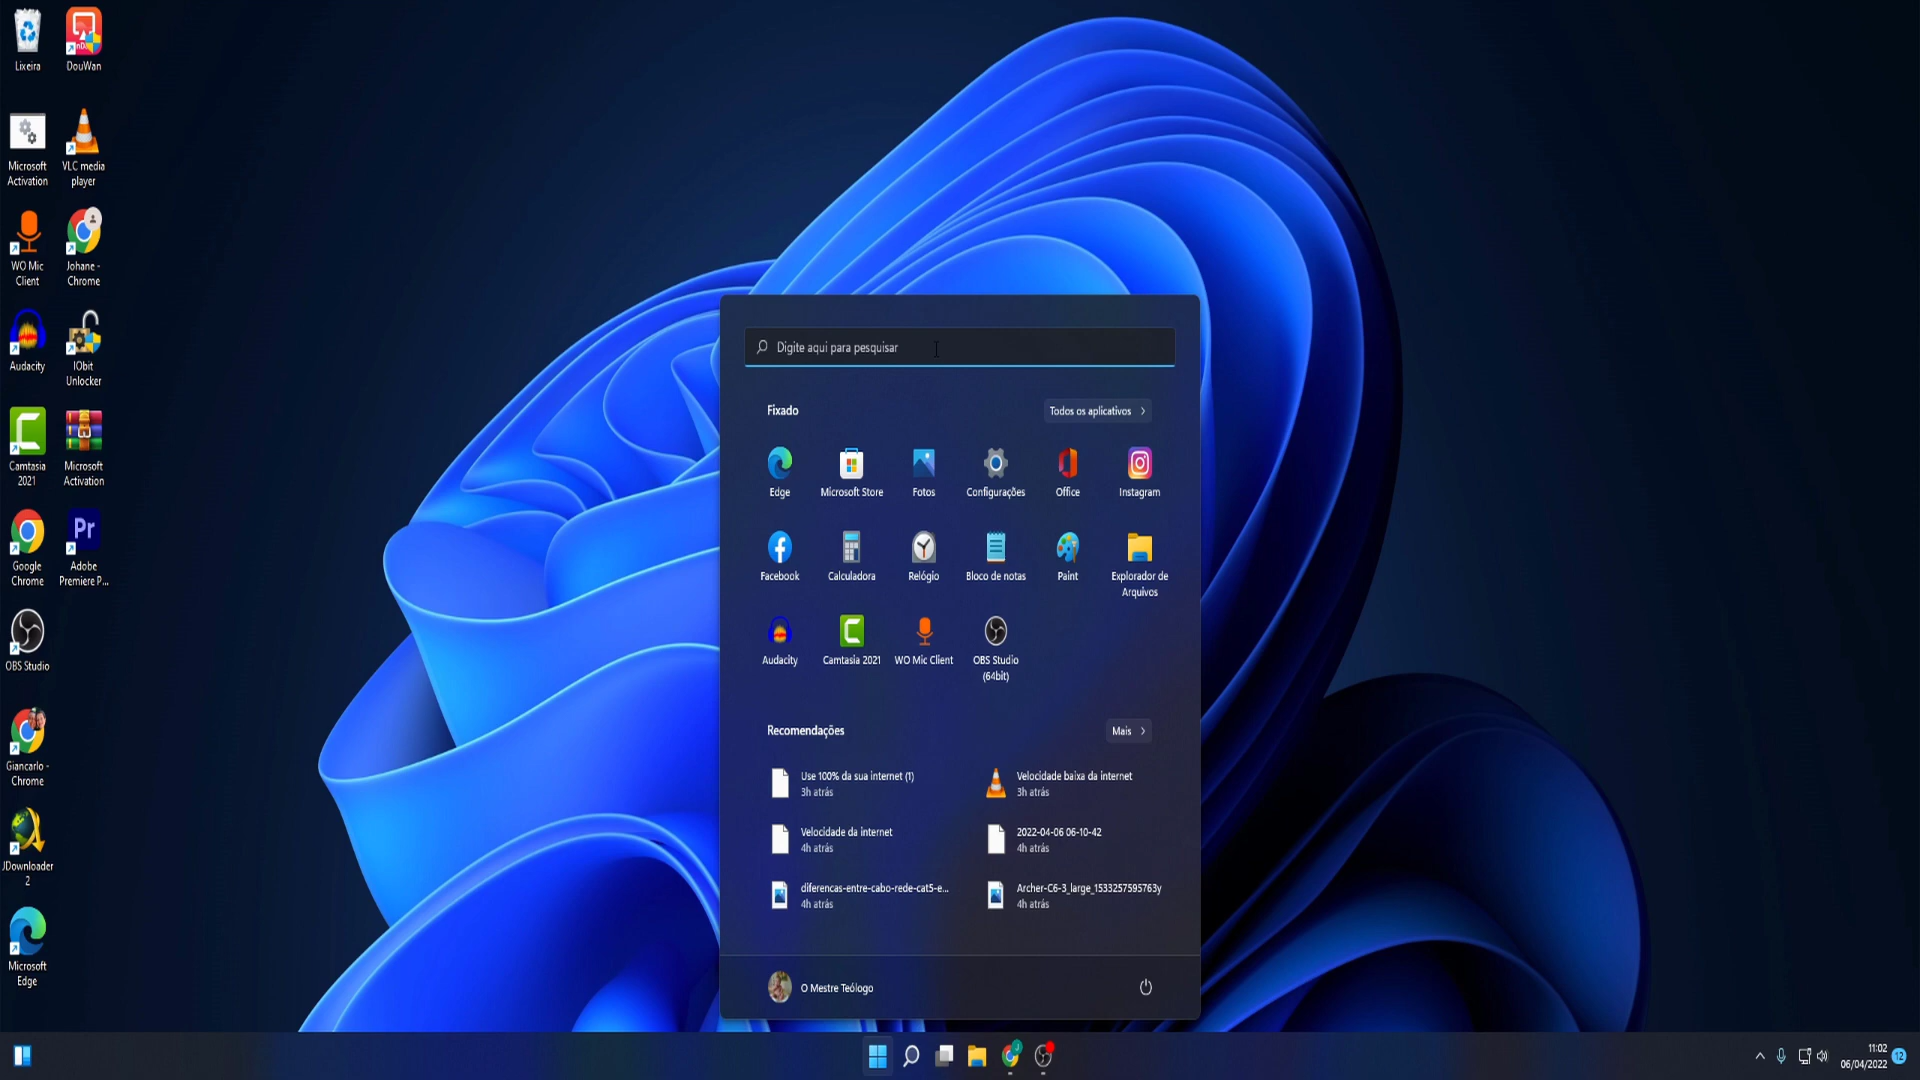 Lixeira
DouWan
Microsoft
Activation
VLC media
player
WO Mic
Client
Johane -
Chrome
Audacity
IObit
Unlocker
Camtasia
2021
Microsoft
Activation
Google
Chrome
Pr
Adobe
Premiere P...
OBS Studio
Giancarlo -
Chrome
JDownloader
2
Microsoft
Edge
Digite aqui para pesquisar
Fixado
Todos os aplicativos
Edge
Microsoft Store
Fotos
Configurações
Office
Instagram
Facebook
Calculadora
Relógio
Bloco de notas
Paint
Explorador de
Arquivos
Audacity
Camtasia 2021
WO Mic Client
OBS Studio
(64bit)
Recomendações
Mais
Use 100% da sua internet (1)
3h atrás
Velocidade baixa da internet
3h atrás
Velocidade da internet
4h atrás
2022-04-06 06-10-42
4h atrás
diferencas-entre-cabo-rede-cat5-e...
4h atrás
Archer-C6-3_large_1533257595763y
4h atrás
O Mestre Teólogo
11:02
06/04/2022
12